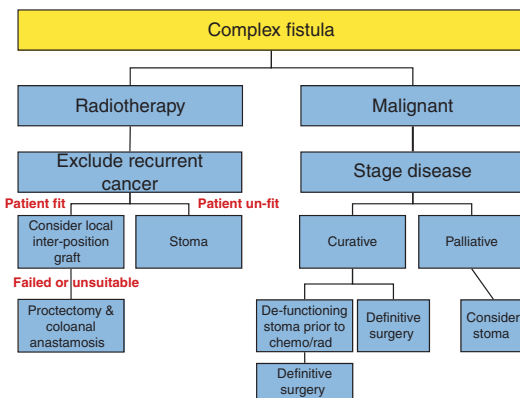 Complex fistula
Radiotherapy
Malignant
Exclude recurrent
cancer
Stage disease
Patient fit
Patient un-fit
Consider local
inter-position
graft
Stoma
Curative
Palliative
Failed or unsuitable
Proctectomy &
coloanal
anastamosis
De-functioning
stoma prior to
chemo/rad
Definitive
surgery
Consider
stoma
Definitive
surgery